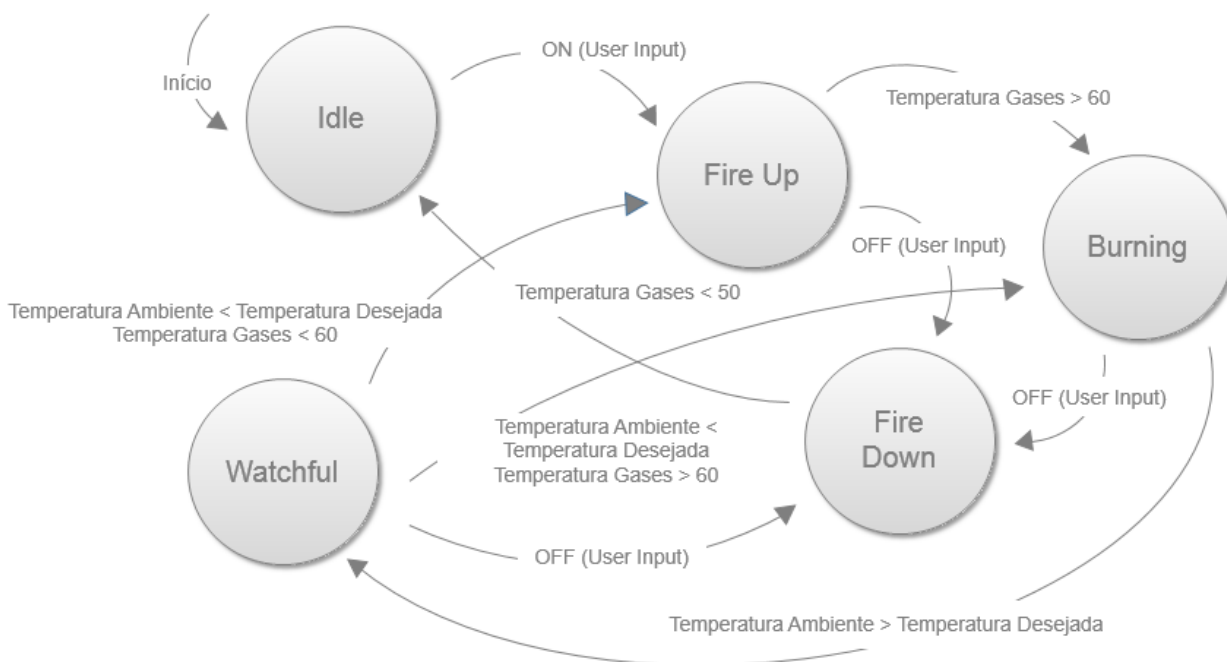 Início
Idle
ON (User Input)
Fire Up
Temperatura Gases > 60
Burning
OFF (User Input)
Temperatura Gases < 50
Temperatura Ambiente < Temperatura Desejada
Temperatura Gases < 60
OFF (User Input)
Temperatura Ambiente <
Temperatura Desejada
Temperatura Gases > 60
Fire
Down
Watchful
OFF (User Input)
Temperatura Ambiente > Temperatura Desejada